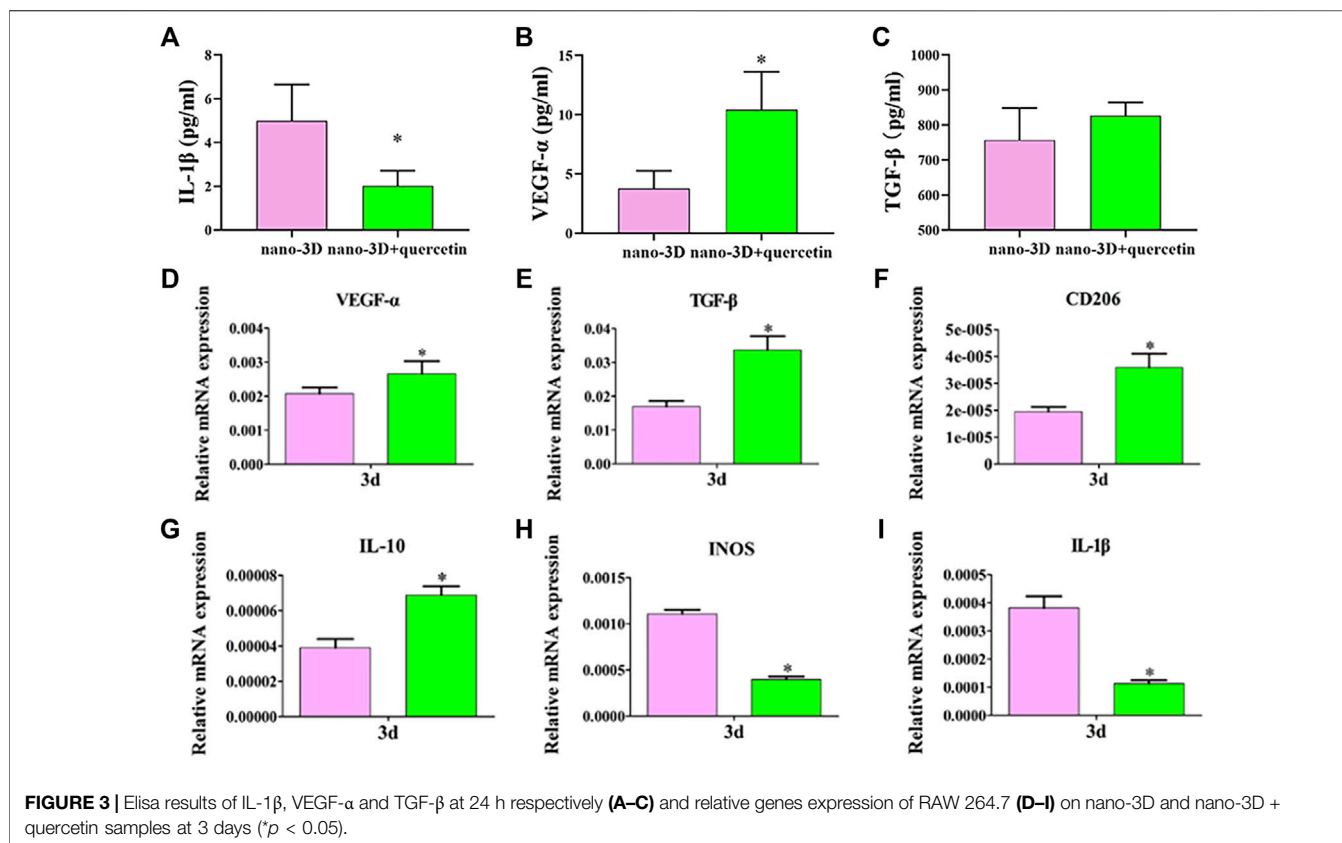 A
B
C
IL-1β (pg/ml)
8
6
4
2
0
nano-3D nano-3D+quercetin
VEGF-α (pg/ml)
15
10
5
0
*
*
nano-3D nano-3D+quercetin
TGF-β (pg/ml)
1000
900
800
700
600
500
nano-3D nano-3D+quercetin
D
E
F
VEGF-α
Relative mRNA expression
0.004
0.003
0.002
0.001
0.000
*
3d
TGF-β
Relative mRNA expression
0.04
0.03
0.02
0.01
0.00
*
3d
CD206
Relative mRNA expression
5e-005
4e-005
3e-005
2e-005
1e-005
0
*
3d
G
H
I
IL-10
Relative mRNA expression
0.00008
0.00006
0.00004
0.00002
0.00000
*
3d
INOS
Relative mRNA expression
0.0015
0.0010
0.0005
0.0000
*
3d
IL-1β
Relative mRNA expression
0.0005
0.0004
0.0003
0.0002
0.0001
0.0000
*
3d
FIGURE 3 | Elisa results of IL-1β, VEGF-α and TGF-β at 24 h respectively (A–C) and relative genes expression of RAW 264.7 (D–I) on nano-3D and nano-3D +
quercetin samples at 3 days (*p < 0.05).